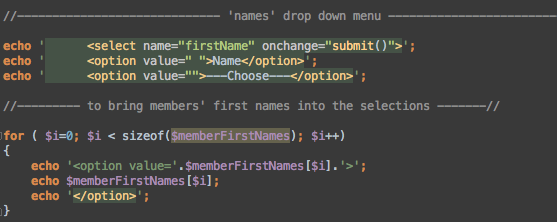 //---------------------------- 'names' drop down menu ------------------------
echo '      <select name="firstName" onchange="submit()">';
echo '      <option value=" ">Name</option>';
echo '      <option value="">---Choose---</option>';
//--------- to bring members' first names into the selections -------//
for ( $i=0; $i < sizeof($memberFirstNames); $i++)
{
    echo '<option value='.$memberFirstNames[$i].'>';
    echo $memberFirstNames[$i];
    echo '</option>';
}